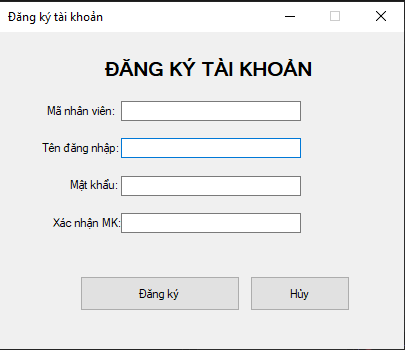 Đăng ký tài khoản
ĐĂNG KÝ TÀI KHOẢN
Mã nhân viên:
Tên đăng nhập:
Mật khẩu:
Xác nhận MK:
Đăng ký Hủy